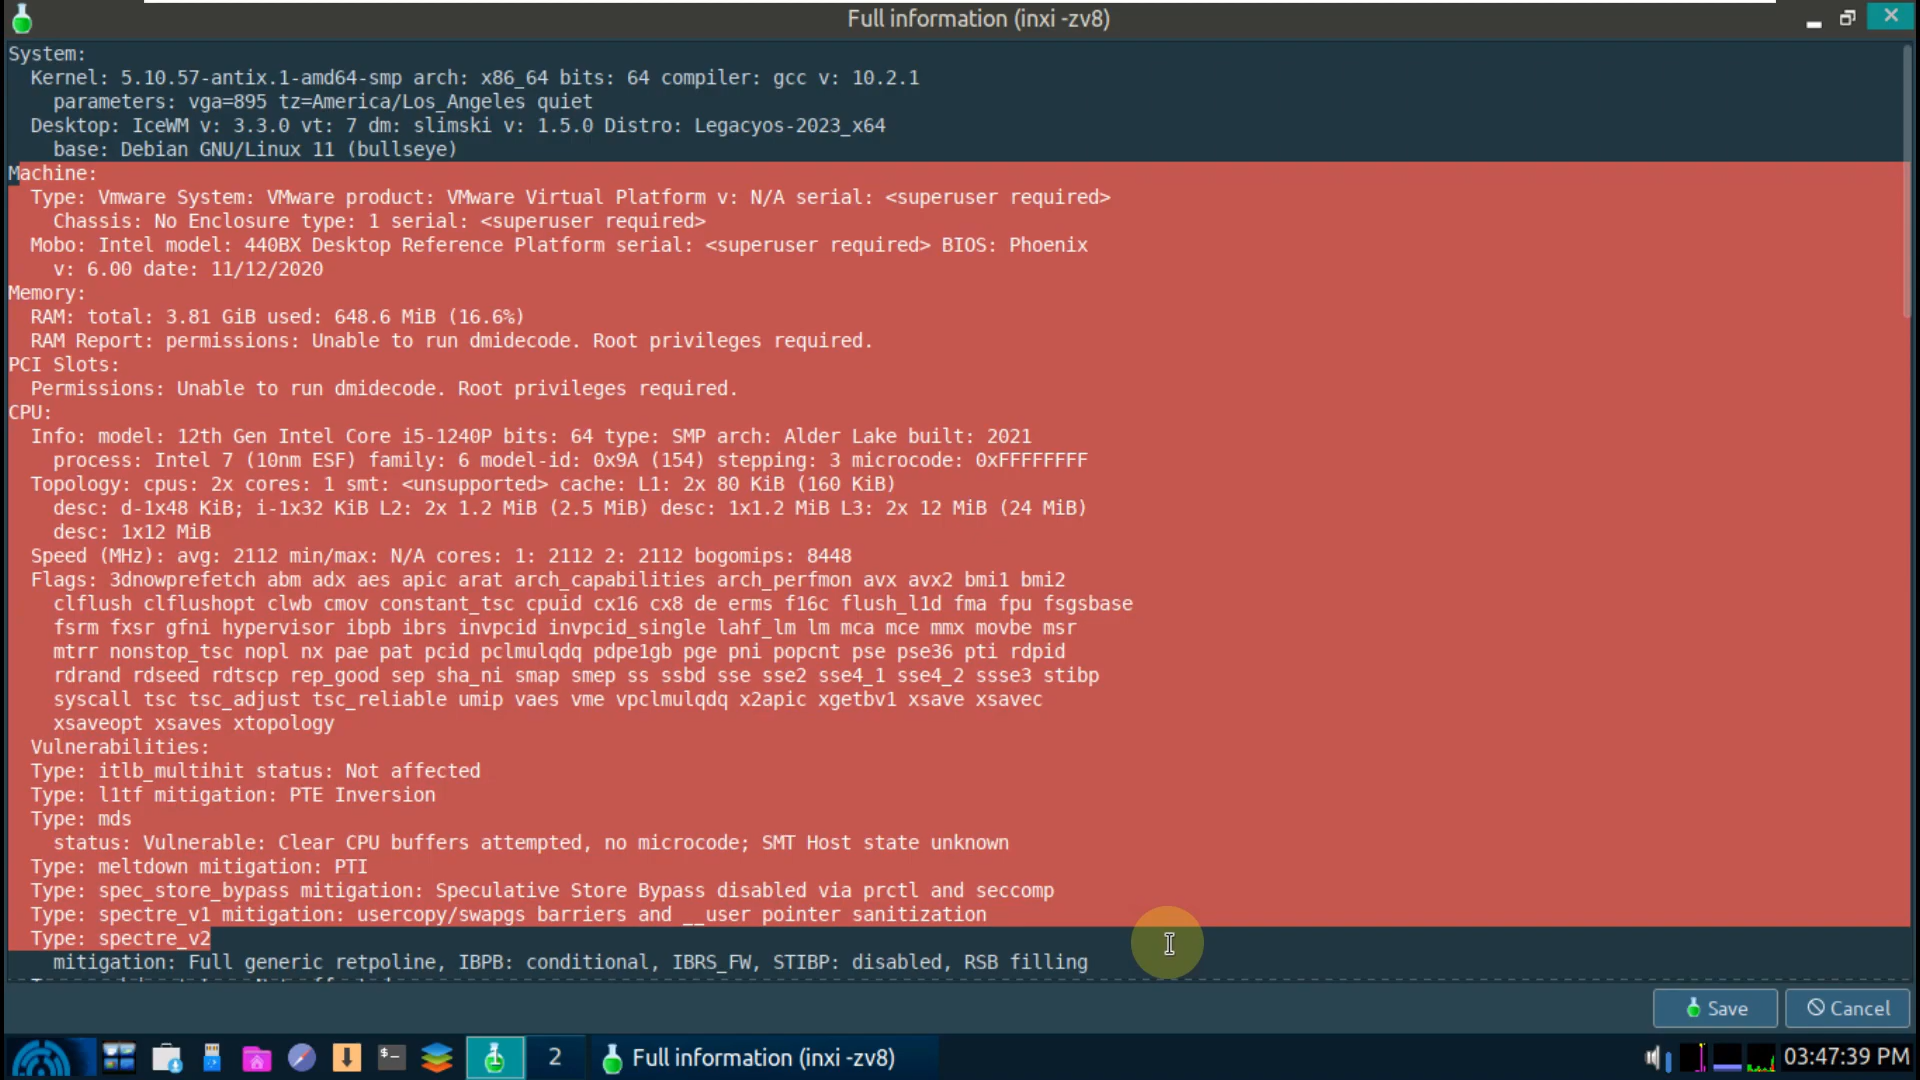 Full information (inxi -zv8)
System:
Kernel: 5.10.57-antix.1-amd64-smp arch: x86_64 bits: 64 compiler: gcc v: 10.2.1
parameters: vga=895 tz=America/Los_Angeles quiet
Desktop: IceWM v: 3.3.0 vt: 7 dm: slimski v: 1.5.0 Distro: Legacyos-2023_x64
base: Debian GNU/Linux 11 (bullseye)
Machine:
Type: Vmware System: VMware product: VMware Virtual Platform v: N/A serial: <superuser required>
Chassis: No Enclosure type: 1 serial: <superuser required>
Mobo: Intel model: 440BX Desktop Reference Platform serial: <superuser required> BIOS: Phoenix
v: 6.00 date: 11/12/2020
Memory:
RAM: total: 3.81 GiB used: 648.6 MiB (16.6%)
RAM Report: permissions: Unable to run dmidecode. Root privileges required.
PCI Slots:
Permissions: Unable to run dmidecode. Root privileges required.
CPU:
Info: model: 12th Gen Intel Core i5-1240P bits: 64 type: SMP arch: Alder Lake built: 2021
process: Intel 7 (10nm ESF) family: 6 model-id: 0x9A (154) stepping: 3 microcode: 0xFFFFFFFF
Topology: cpus: 2x cores: 1 smt: <unsupported> cache: L1: 2x 80 KiB (160 KiB)
desc: d-1x48 KiB; i-1x32 KiB L2: 2x 1.2 MiB (2.5 MiB) desc: 1x1.2 MiB L3: 2x 12 MiB (24 MiB)
desc: 1x12 MiB
Speed (MHz): avg: 2112 min/max: N/A cores: 1: 2112 2: 2112 bogomips: 8448
Flags: 3dnowprefetch abm adx aes apic arat arch_capabilities arch_perfmon avx avx2 bmi1 bmi2
clflush clflushopt clwb cmov constant_tsc cpuid cx16 cx8 de erms f16c flush_l1d fma fpu fsgsbase
fsrm fxsr gfni hypervisor ibpb ibrs invpcid invpcid_single lahf_lm lm mca mce mmx movbe msr
mtrr nonstop_tsc nopl nx pae pat pcid pclmulqdq pdpe1gb pge pni popcnt pse pse36 pti rdpid
rdrand rdseed rdtscp rep_good sep sha_ni smap smep ss ssbd sse sse2 sse4_1 sse4_2 ssse3 stibp
syscall tsc tsc_adjust tsc_reliable umip vaes vme vpclmulqdq x2apic xgetbv1 xsave xsavec
xsaveopt xsaves xtopology
Vulnerabilities:
Type: itlb_multihit status: Not affected
Type: l1tf mitigation: PTE Inversion
Type: mds
status: Vulnerable: Clear CPU buffers attempted, no microcode; SMT Host state unknown
Type: meltdown mitigation: PTI
Type: spec_store_bypass mitigation: Speculative Store Bypass disabled via prctl and seccomp
Type: spectre_v1 mitigation: usercopy/swapgs barriers and __user pointer sanitization
Type: spectre_v2
mitigation: Full generic retpoline, IBPB: conditional, IBRS_FW, STIBP: disabled, RSB filling
Save Cancel
2 Full information (inxi -zv8) 03:47:39 PM